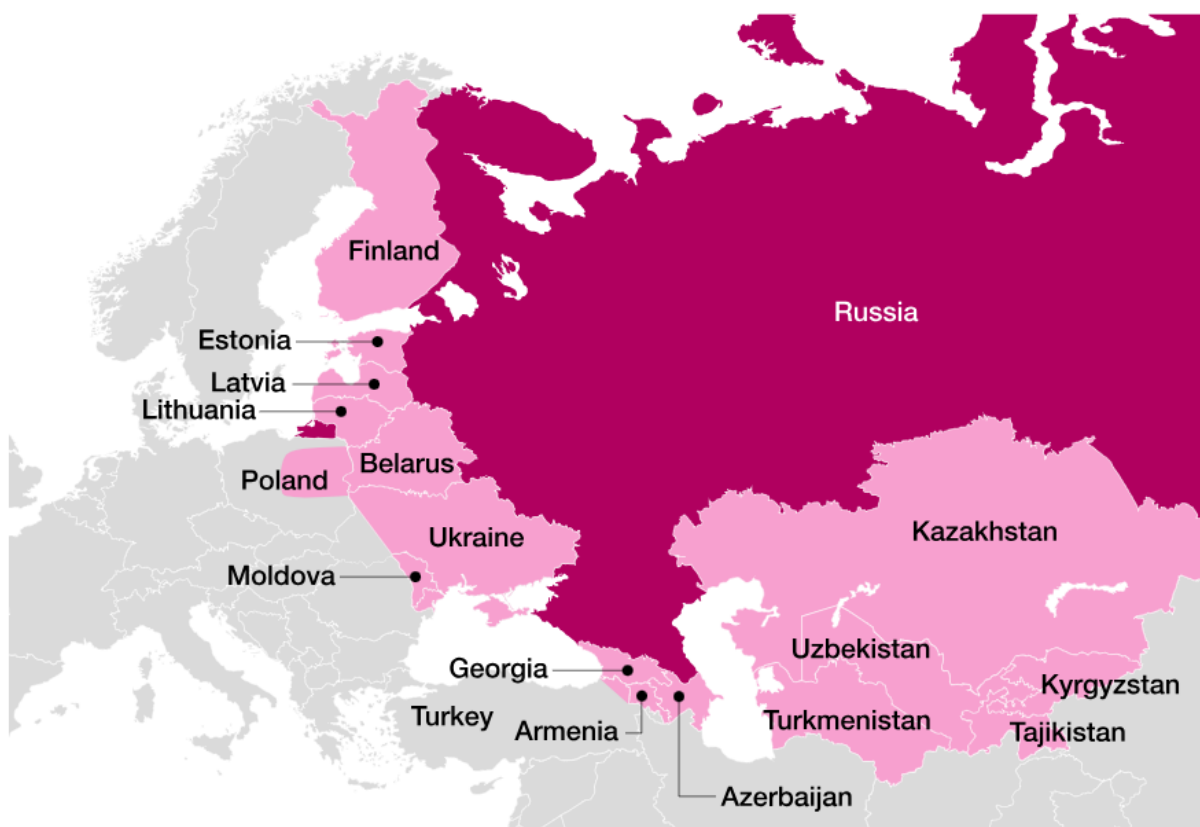 Finland
Russia
Estonia
Latvia
Lithuania
Belarus
Poland
Kazakhstan
Ukraine
Moldova
Uzbekistan
Georgia
Kyrgyzstan
Turkey
Turkmenistan
Armenia
Tajikistan
Azerbaijan